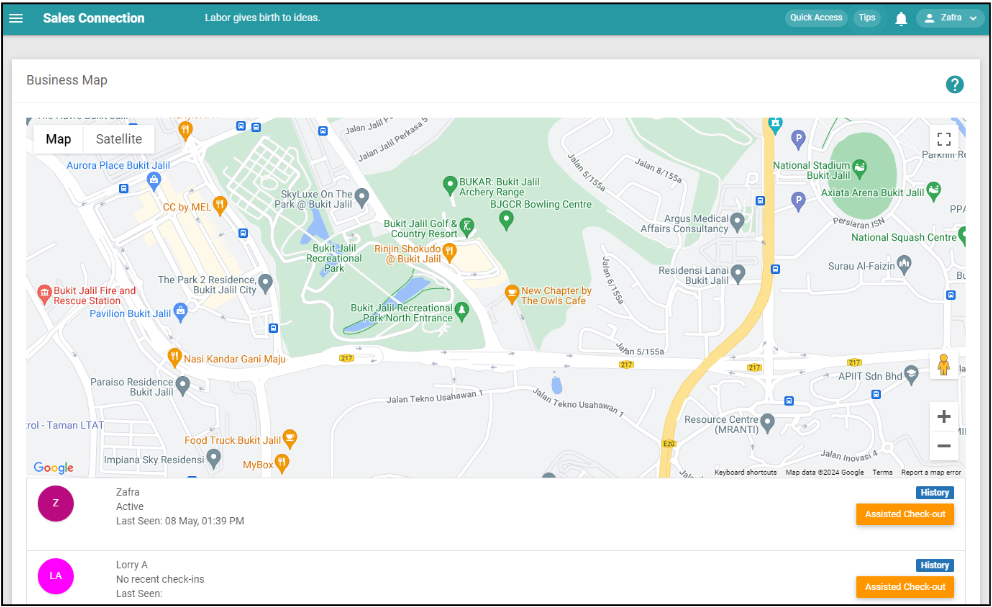 Sales Connection
Labor gives birth to ideas.
Quick Access
Tips
Zafra
Business Map
?
Map
Satellite
Jalan Jalil Perkasa 5
Jalan 5/155a
Jalan 8/155a
P
National Stadium
Bukit Jalil
Aurora Place Bukit Jalil
BUKAR: Bukit Jalil
Archery Range
SkyLuxe On The
Park @ Bukit Jalil
BJGCR Bowling Centre
Axiata Arena Bukit Jalil
P
CC by MEL
Argus Medical
Affairs Consultancy
Persiaran ISN
Bukit Jalil Golf &
Country Resort
National Squash Centre
Bukit Jalil
Recreational
Park
Rinjin Shokudo
@ Bukit Jalil
Residensi Lanai
Bukit Jalil
Surau Al-Faizin
The Park 2 Residence,
Bukit Jalil City
Jalan 6/155a
Bukit Jalil Fire and
Rescue Station
New Chapter by
The Owls Cafe
Pavilion Bukit Jalil
Bukit Jalil Recreational
Park North Entrance
Nasi Kandar Gani Maju
217
Jalan 5/155a
217
217
217
APIIT Sdn Bhd
Paraiso Residence
Bukit Jalil
Jalan Tekno Usahawan 1
Jalan Tekno Usahawan 1
Resource Centre
(MRANTI)
rol - Taman LTAT
Food Truck Bukit Jalil
E20
Impiana Sky Residensi
MyBox
Jalan Inovasi 4
Google
Keyboard shortcuts
Map data ©2024 Google
Terms
Report a map error
Z
Zafra
Active
Last Seen: 08 May, 01:39 PM
History
Assisted Check-out
LA
Lorry A
No recent check-ins
Last Seen:
History
Assisted Check-out